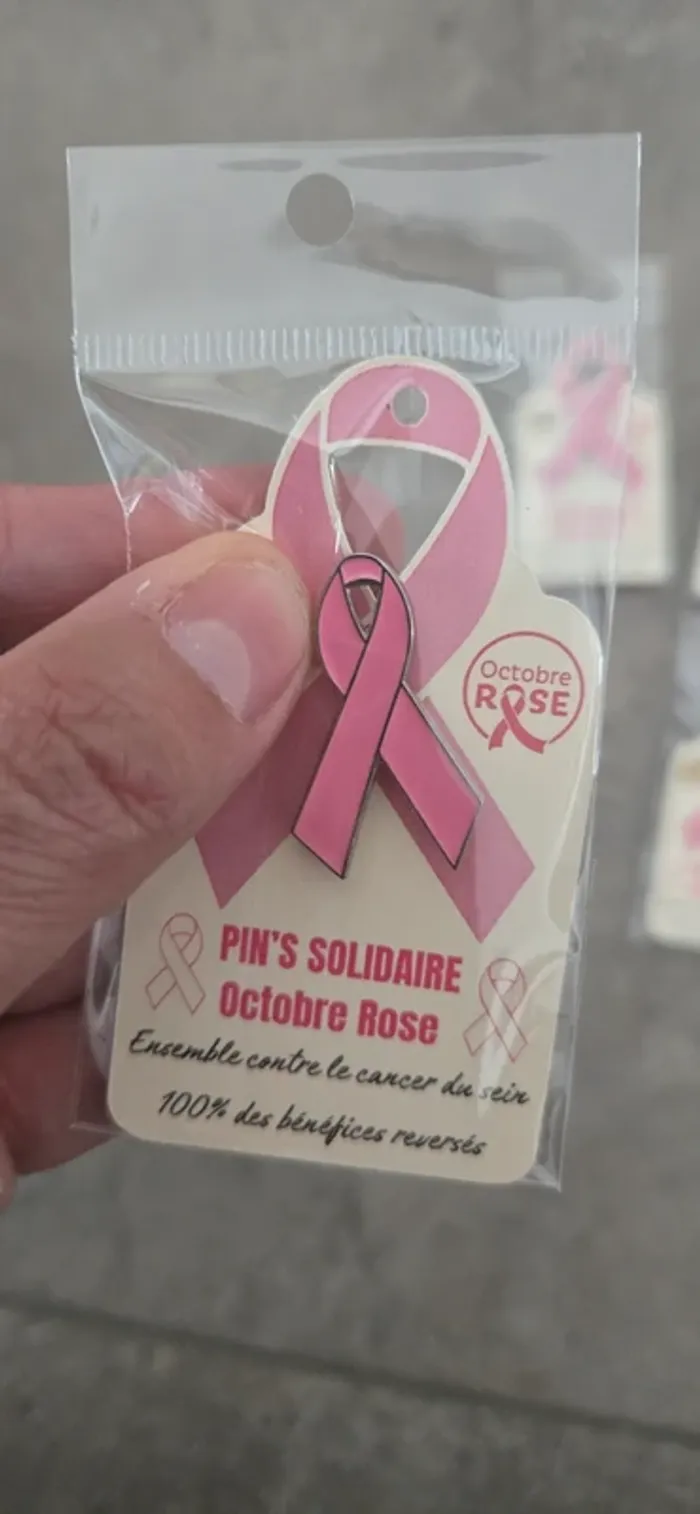 Octobre
ROSE
PIN'S SOLIDAIRE
Octobre Rose
Ensemble contre le cancer du sein
100% des bénéfices reversés